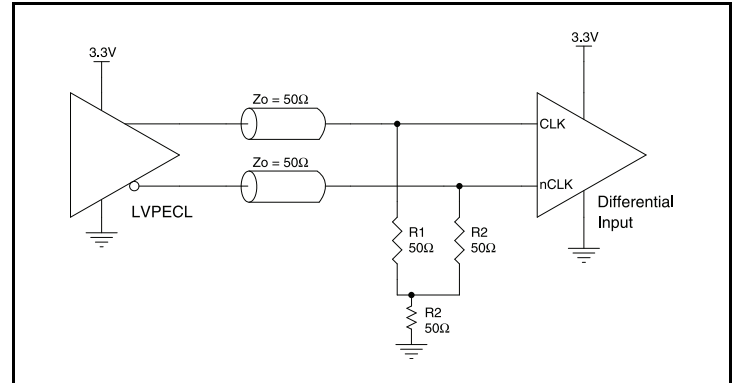 3.3V
3.3V
Zo = 50Ω
CLK
Zo = 50Ω
nCLK
LVPECL
Differential
Input
R1
50Ω
R2
50Ω
R2
50Ω